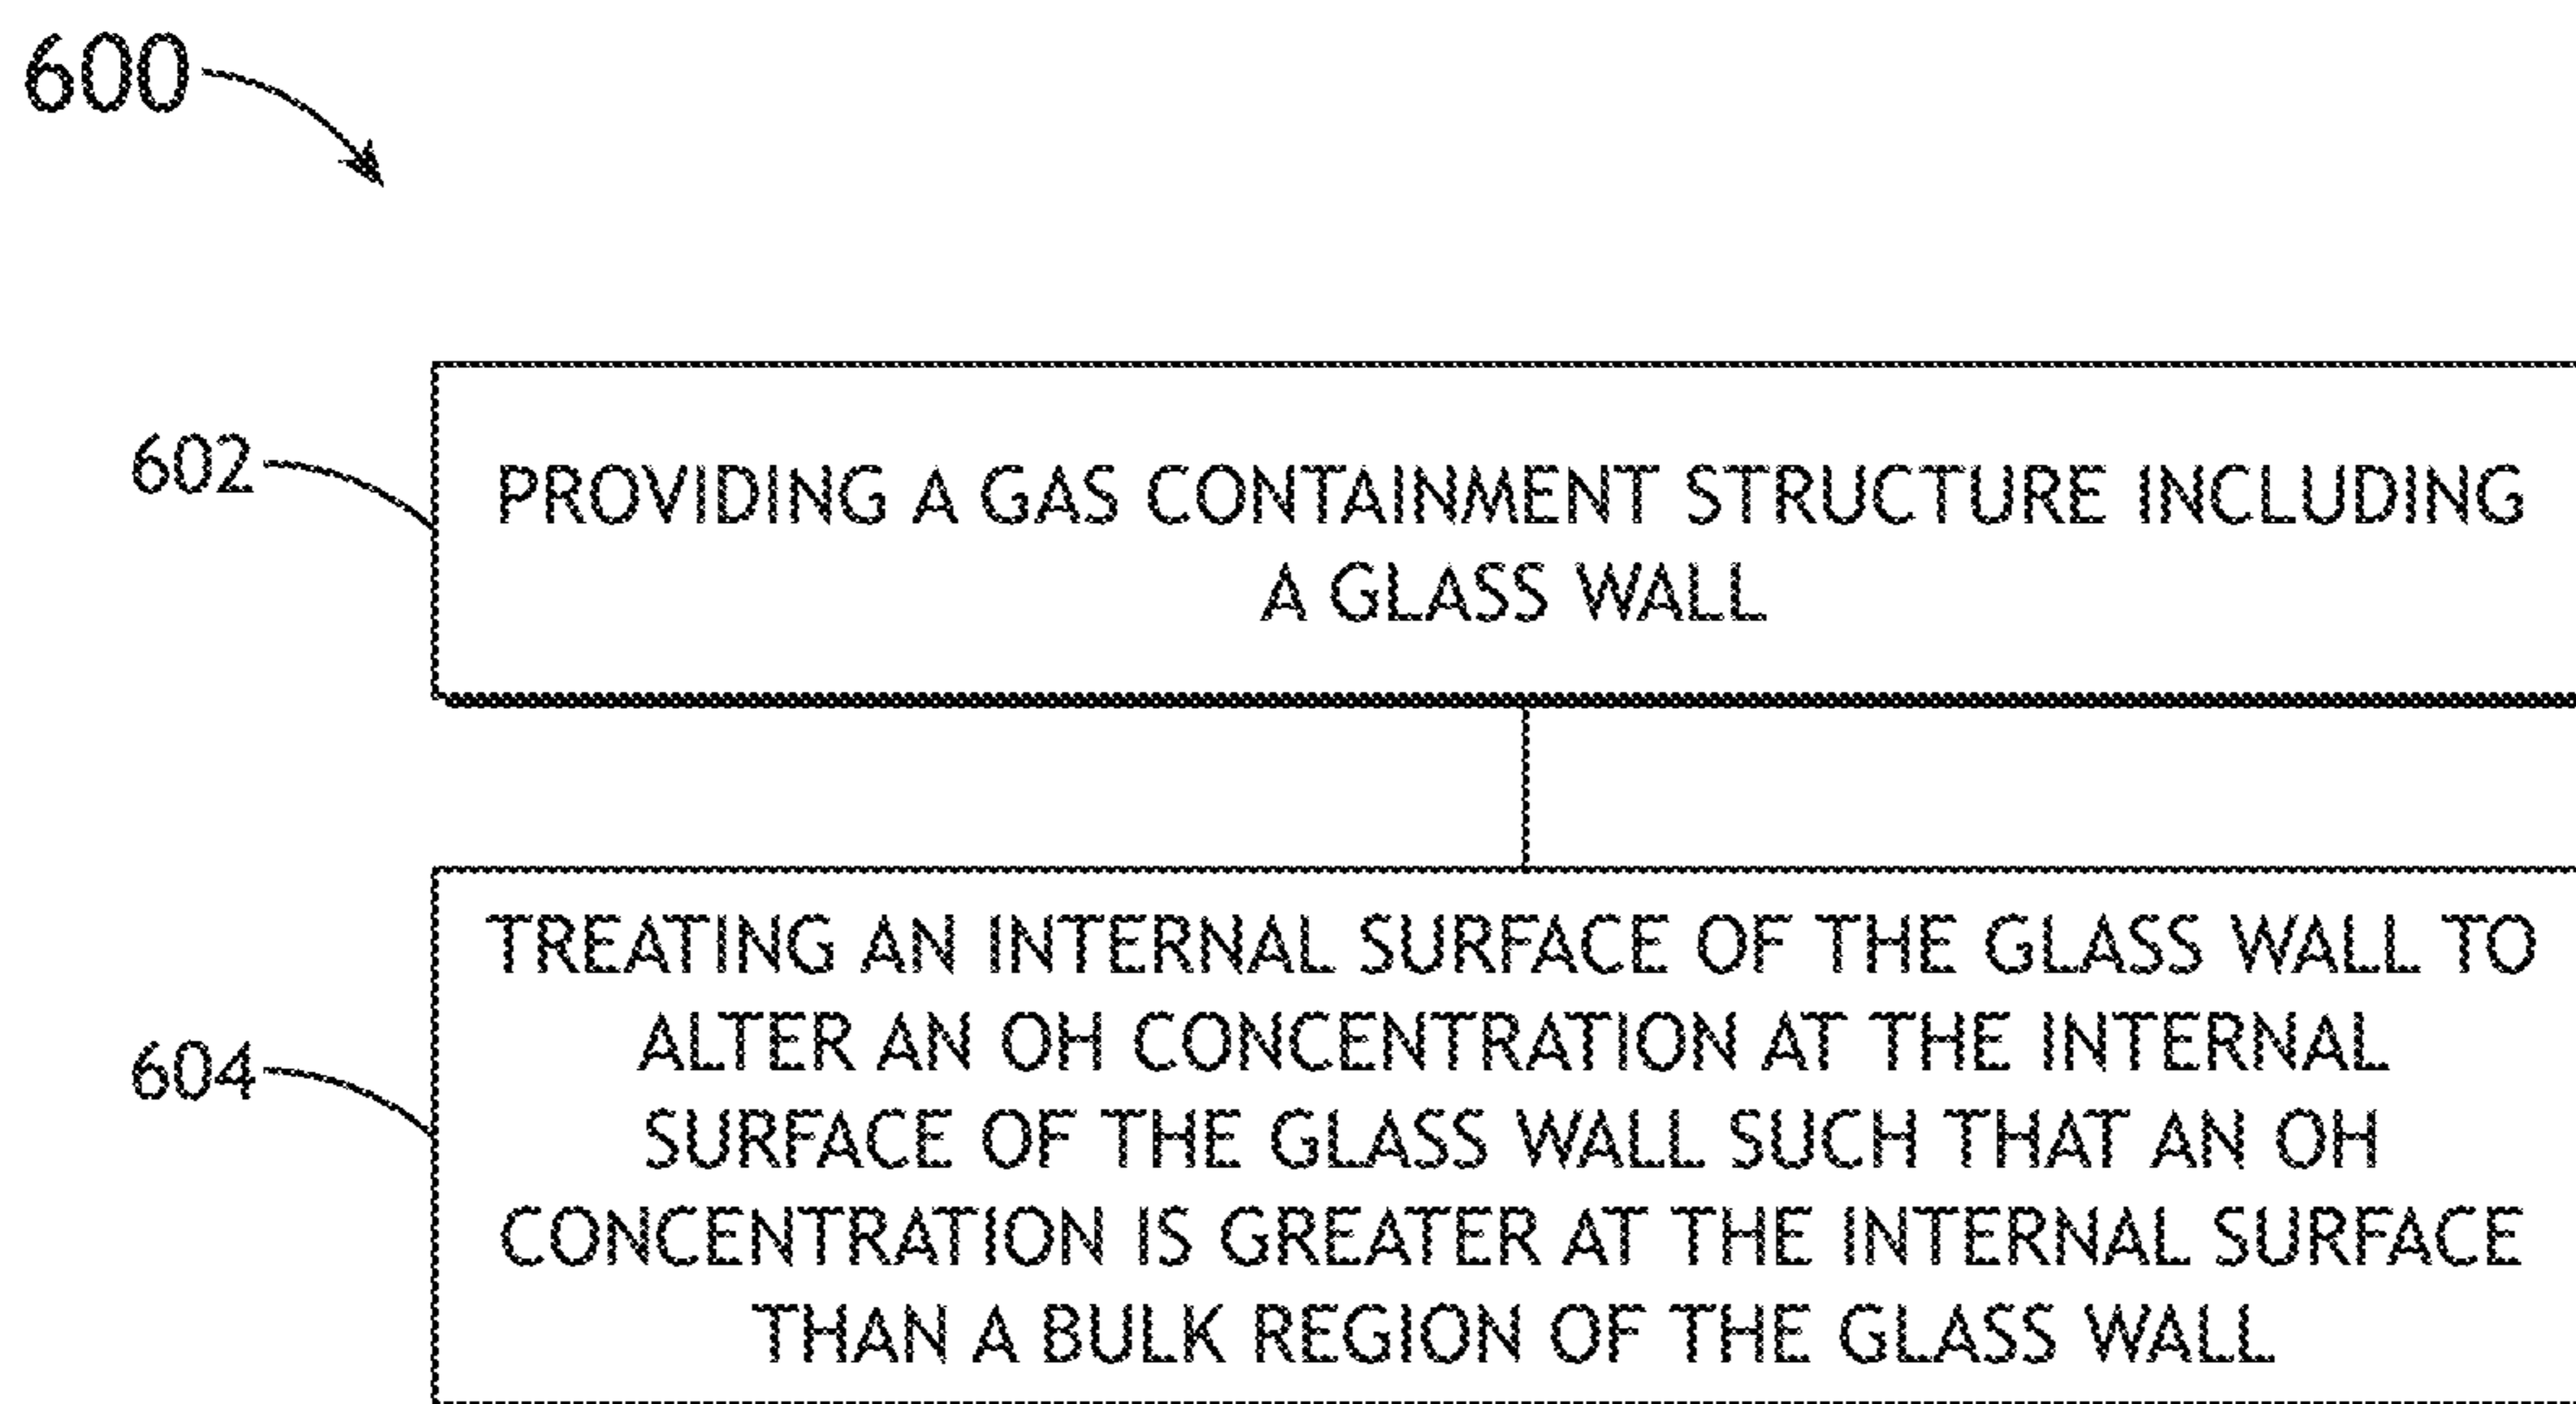 600
602
PROVIDING A GAS CONTAINMENT STRUCTURE INCLUDING
A GLASS WALL
604
TREATING AN INTERNAL SURFACE OF THE GLASS WALL TO
ALTER AN OH CONCENTRATION AT THE INTERNAL
SURFACE OF THE GLASS WALL SUCH THAT AN OH
CONCENTRATION IS GREATER AT THE INTERNAL SURFACE
THAN A BULK REGION OF THE GLASS WALL